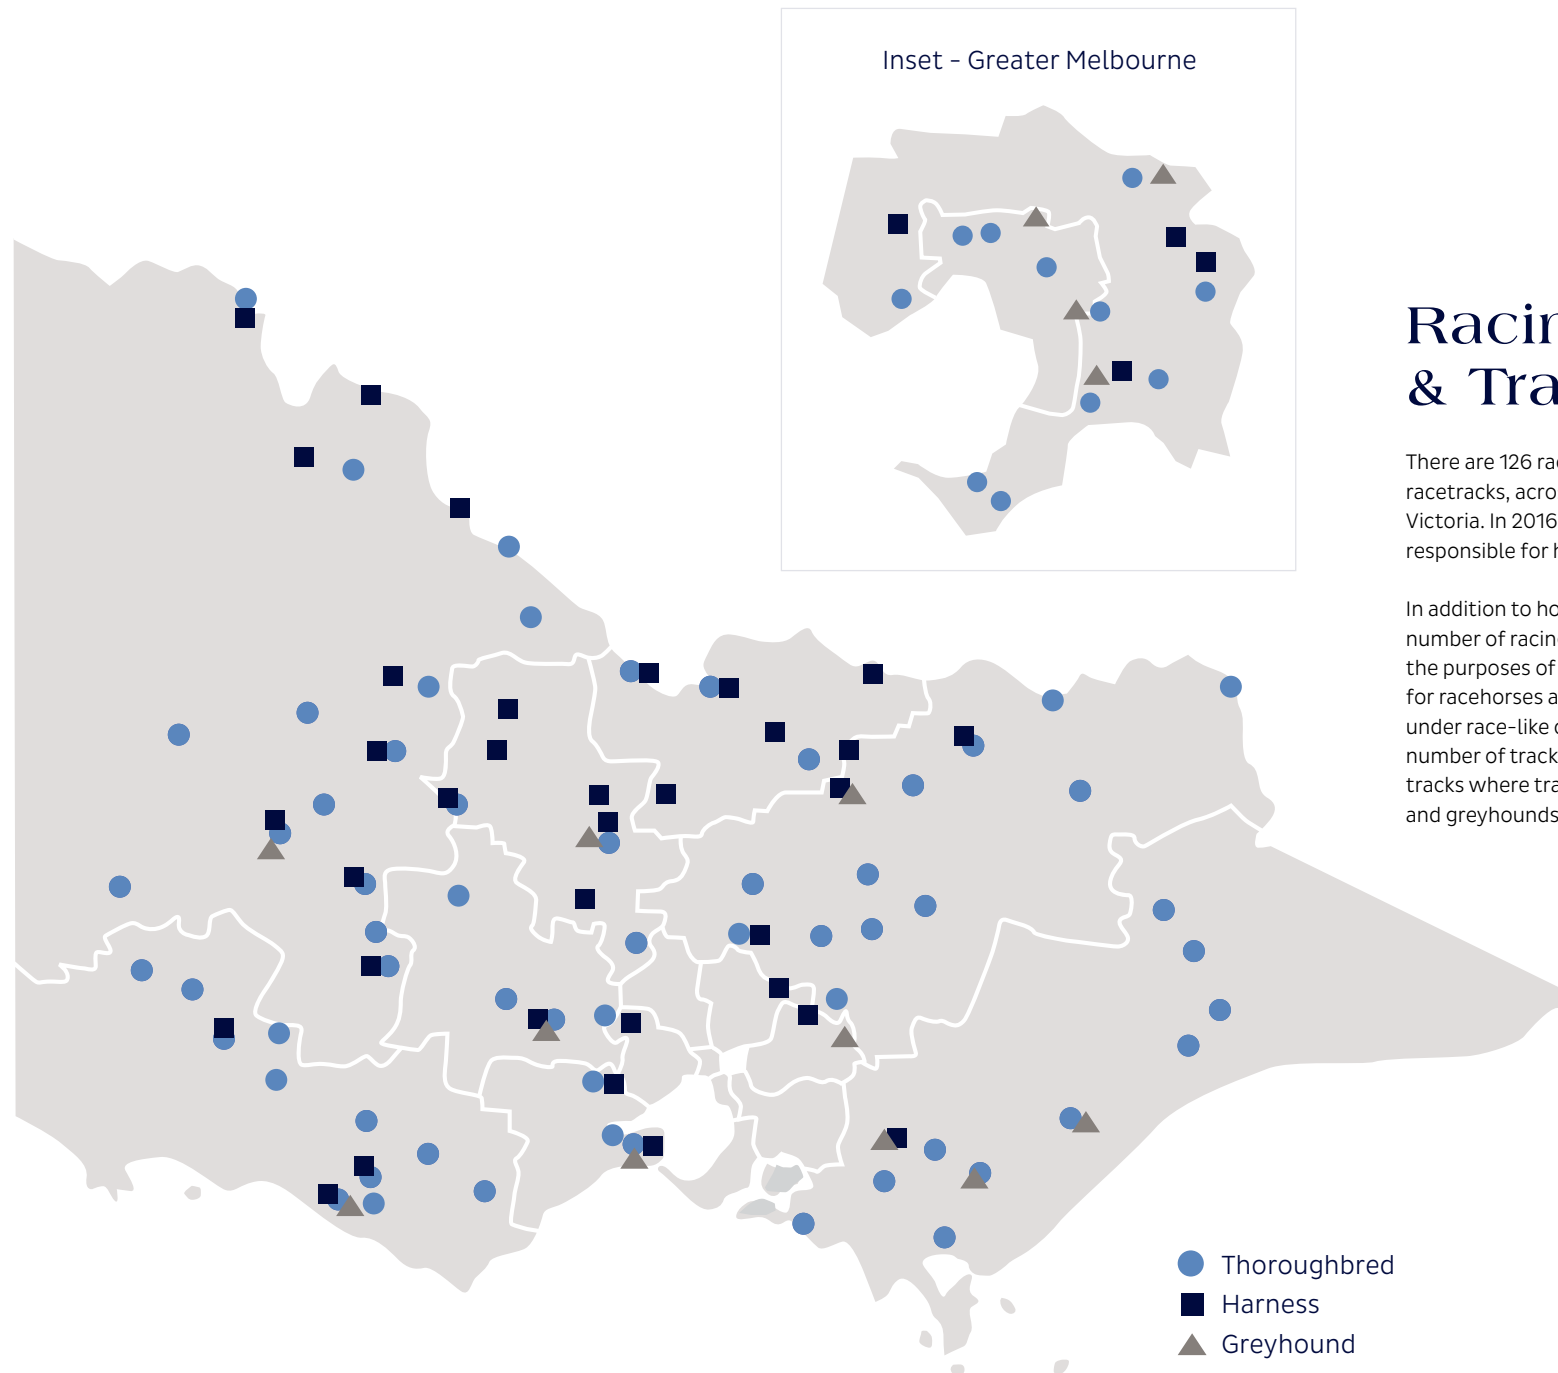 Inset - Greater Melbourne
Racin
& Tra
There are 126 rac
racetracks, acro
Victoria. In 2016
responsible for h
In addition to ho
number of racing
the purposes of
for racehorses a
under race-like c
number of track
tracks where tra
and greyhounds
Thoroughbred
Harness
Greyhound